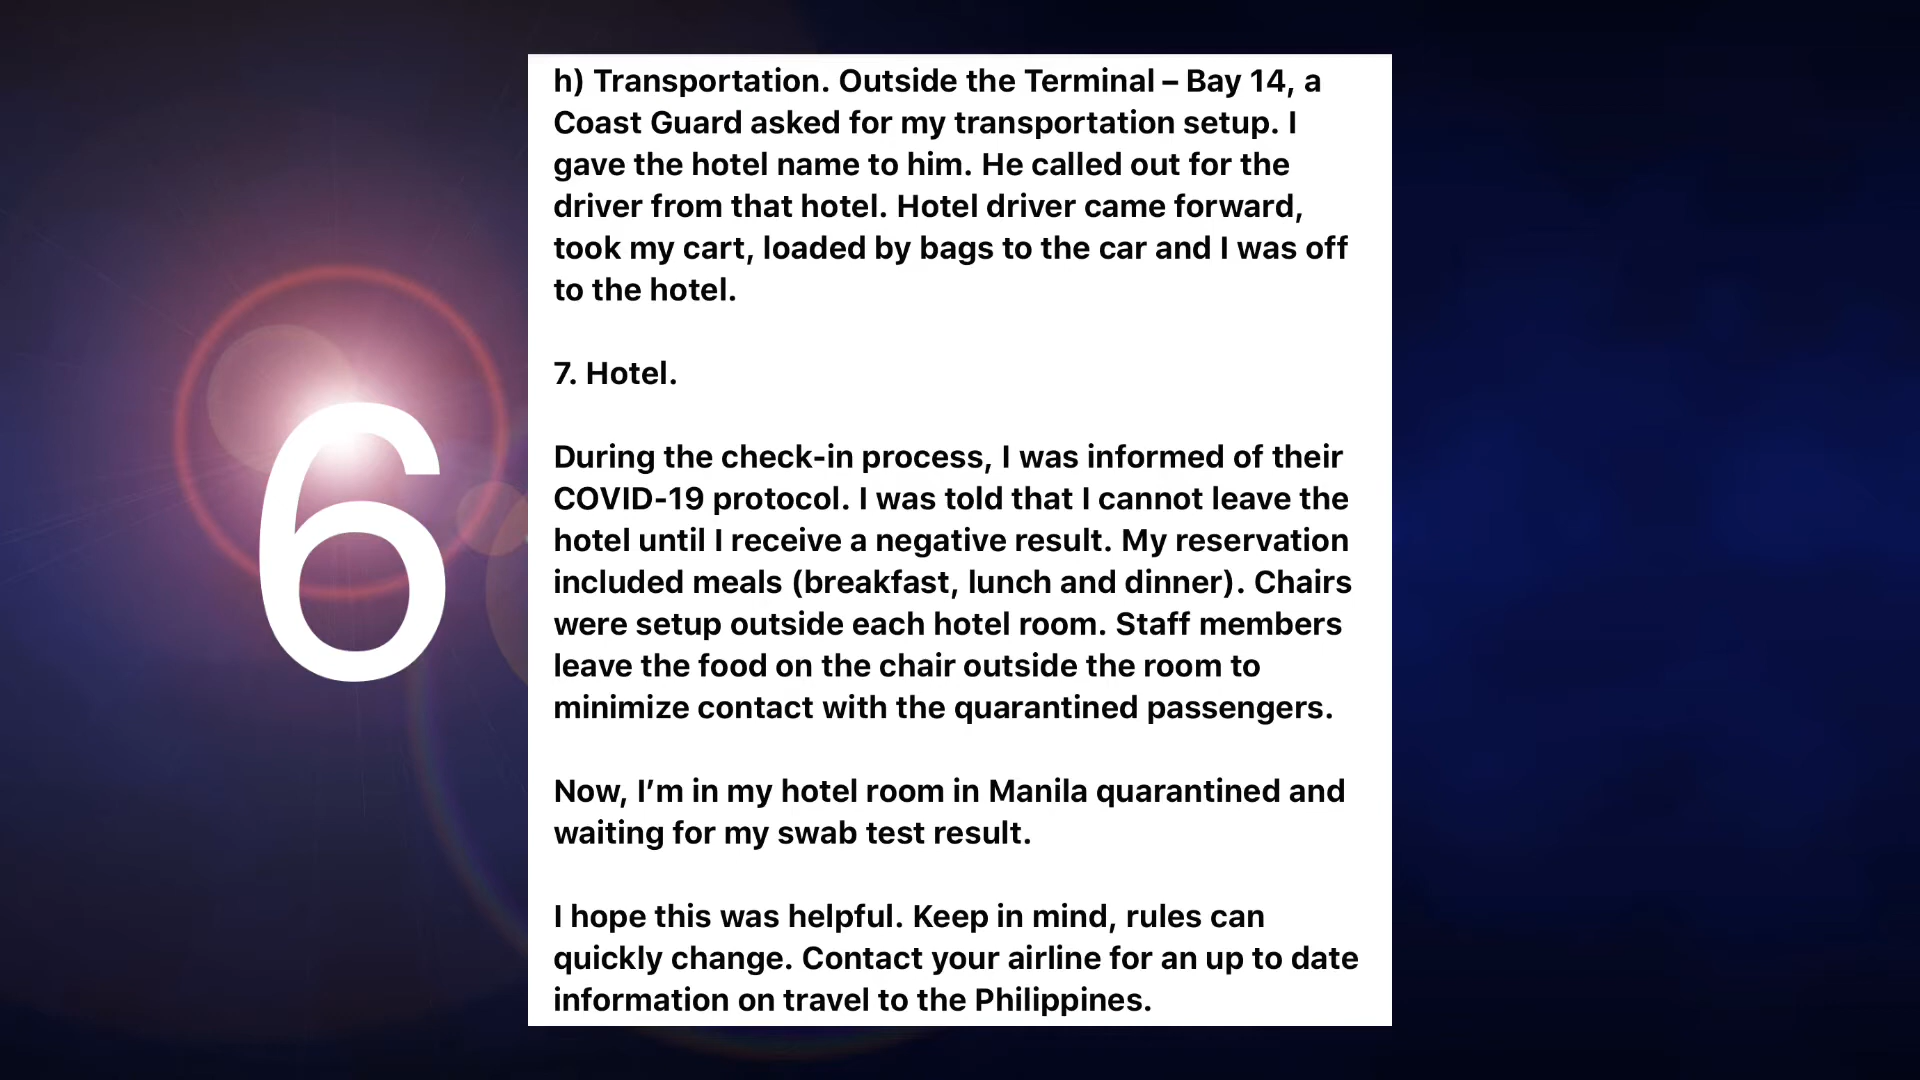 6
h) Transportation. Outside the Terminal – Bay 14, a
Coast Guard asked for my transportation setup. I
gave the hotel name to him. He called out for the
driver from that hotel. Hotel driver came forward,
took my cart, loaded by bags to the car and I was off
to the hotel.
7. Hotel.
During the check-in process, I was informed of their
COVID-19 protocol. I was told that I cannot leave the
hotel until I receive a negative result. My reservation
included meals (breakfast, lunch and dinner). Chairs
were setup outside each hotel room. Staff members
leave the food on the chair outside the room to
minimize contact with the quarantined passengers.
Now, I’m in my hotel room in Manila quarantined and
waiting for my swab test result.
I hope this was helpful. Keep in mind, rules can
quickly change. Contact your airline for an up to date
information on travel to the Philippines.